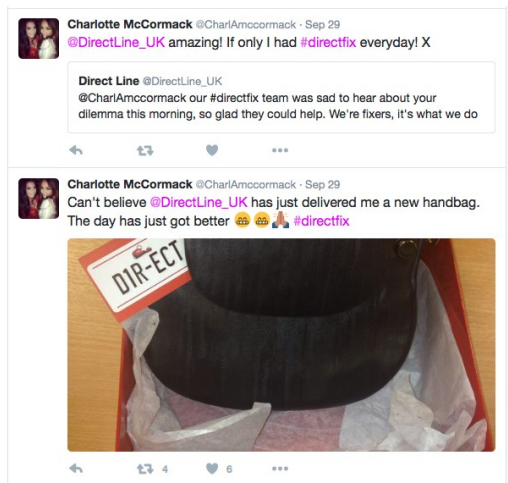 Charlotte McCormack @CharlAmccormack · Sep 29
@DirectLine_UK amazing! If only I had #directfix everyday! X
Direct Line @DirectLine_UK
@CharlAmccormack our #directfix team was sad to hear about your
dilemma this morning, so glad they could help. We're fixers, it's what we do
Charlotte McCormack @CharlAmccormack · Sep 29
Can't believe @DirectLine_UK has just delivered me a new handbag.
The day has just got better 😁 😁 🙏 #directfix
D1R-ECT
4
6